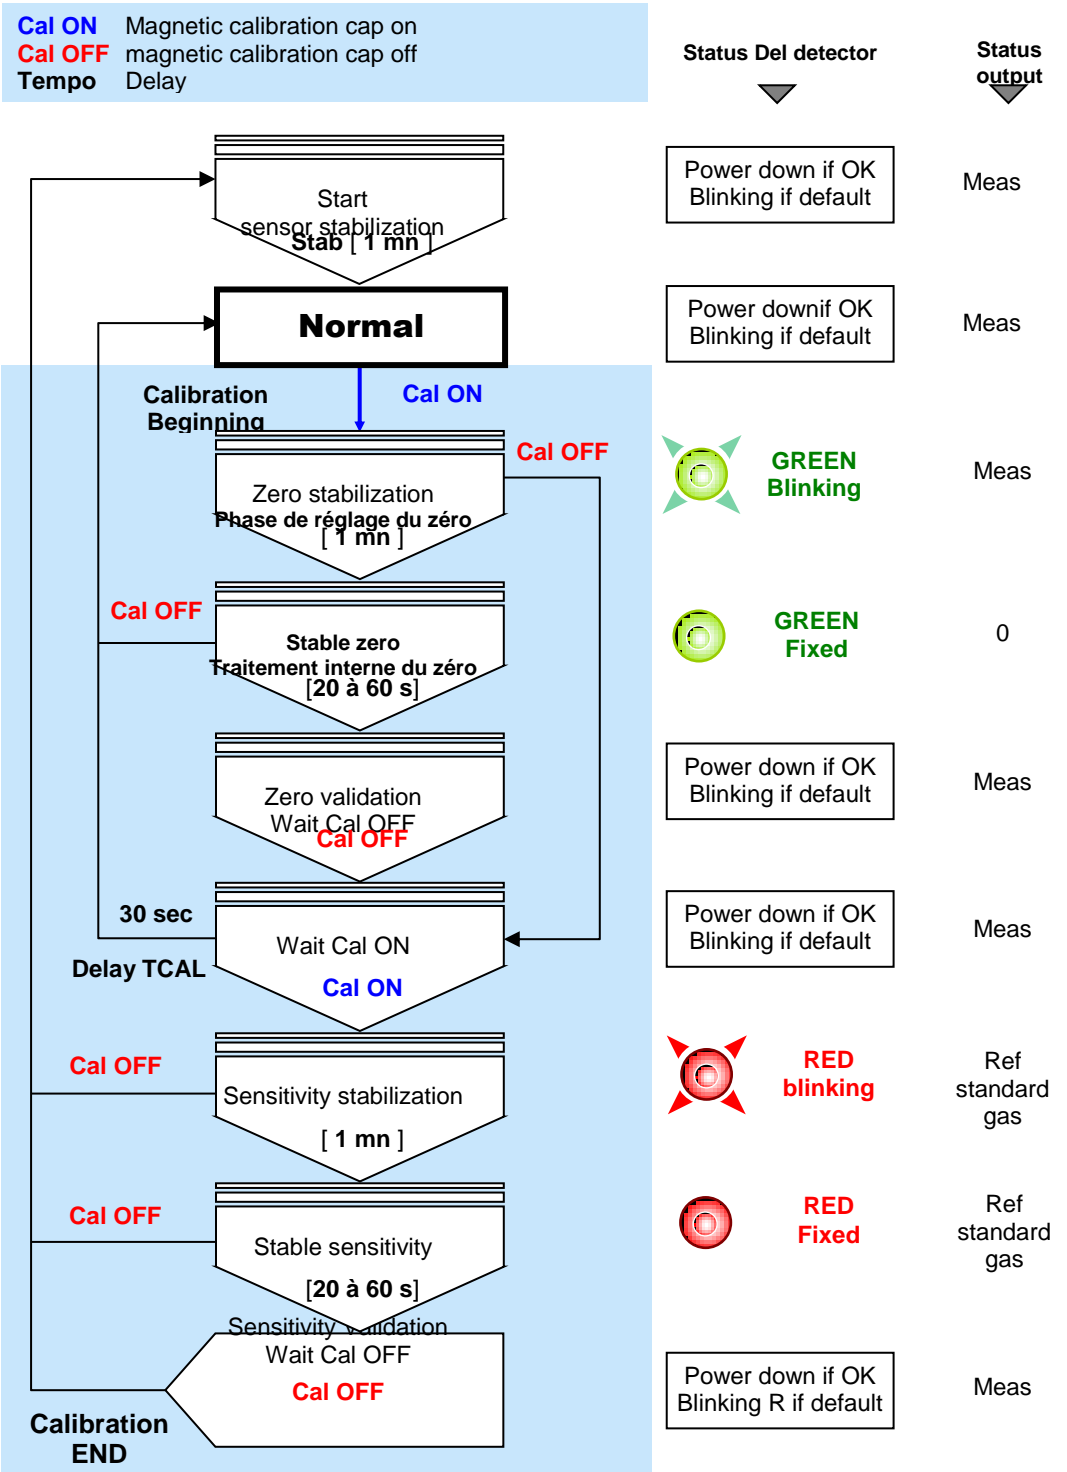 Cal ON Magnetic calibration cap on
Cal OFF magnetic calibration cap off
Tempo Delay
Status Del detector
Status
output
Start
sensor stabilization
Stab [ 1 mn ]
Power down if OK
Blinking if default
Meas
Normal
Power downif OK
Blinking if default
Meas
Calibration
Beginning
Cal ON
Cal OFF
Zero stabilization
Phase de réglage du zéro
[ 1 mn ]
GREEN
Blinking
Meas
Cal OFF
Stable zero
Traitement interne du zéro
[20 à 60 s]
GREEN
Fixed
0
Zero validation
Wait Cal OFF
Cal OFF
Power down if OK
Blinking if default
Meas
30 sec
Delay TCAL
Wait Cal ON
Cal ON
Power down if OK
Blinking if default
Meas
Cal OFF
Sensitivity stabilization
[ 1 mn ]
RED
blinking
Ref
standard
gas
Cal OFF
Stable sensitivity
[20 à 60 s]
RED
Fixed
Ref
standard
gas
Sensitivity validation
Wait Cal OFF
Cal OFF
Power down if OK
Blinking R if default
Meas
Calibration
END